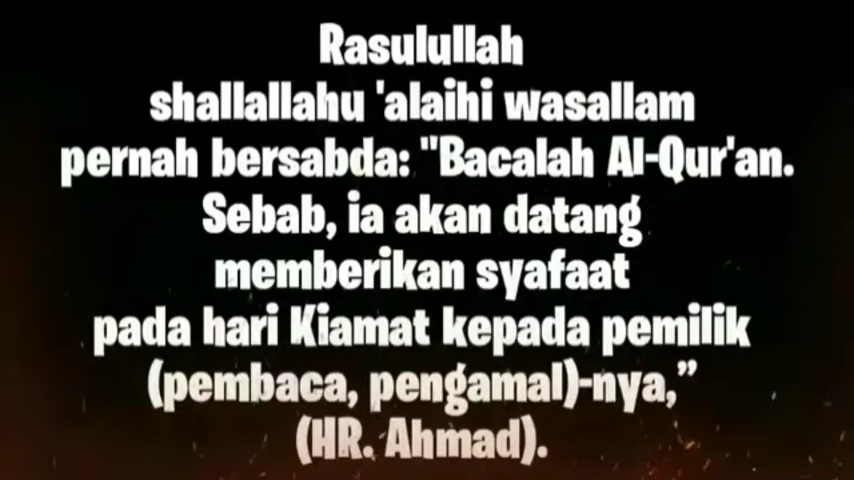 Rasulullah
shallallahu 'alaihi wasallam
pernah bersabda: "Bacalah Al-Qur'an.
Sebab, ia akan datang
memberikan syafaat
pada hari Kiamat kepada pemilik
(pembaca, pengamal)-nya,”
(HR. Ahmad).